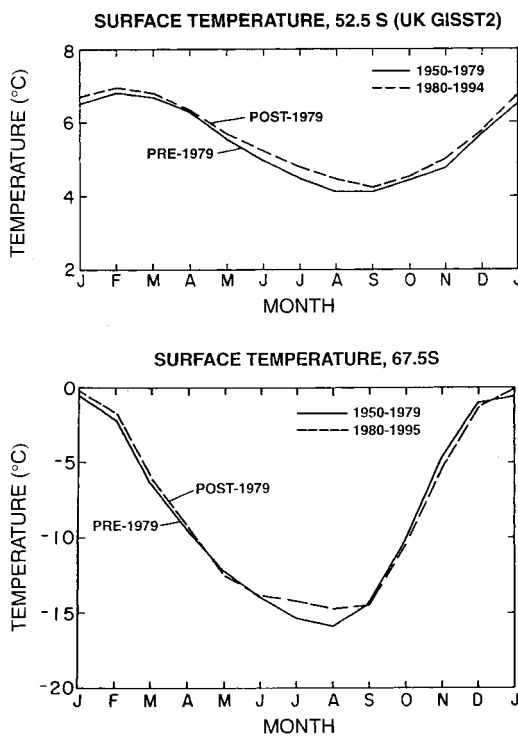 SURFACE TEMPERATURE, 52.5 S (UK GISST2)
8
6
4
2
TEMPERATURE (°C)
1950-1979
1980-1994
POST-1979
PRE-1979
J F M A M J J A S O N D J
MONTH
SURFACE TEMPERATURE, 67.5S
0
-5
-10
-15
-20
TEMPERATURE (°C)
1950-1979
1980-1995
POST-1979
PRE-1979
J F M A M J J A S O N D J
MONTH